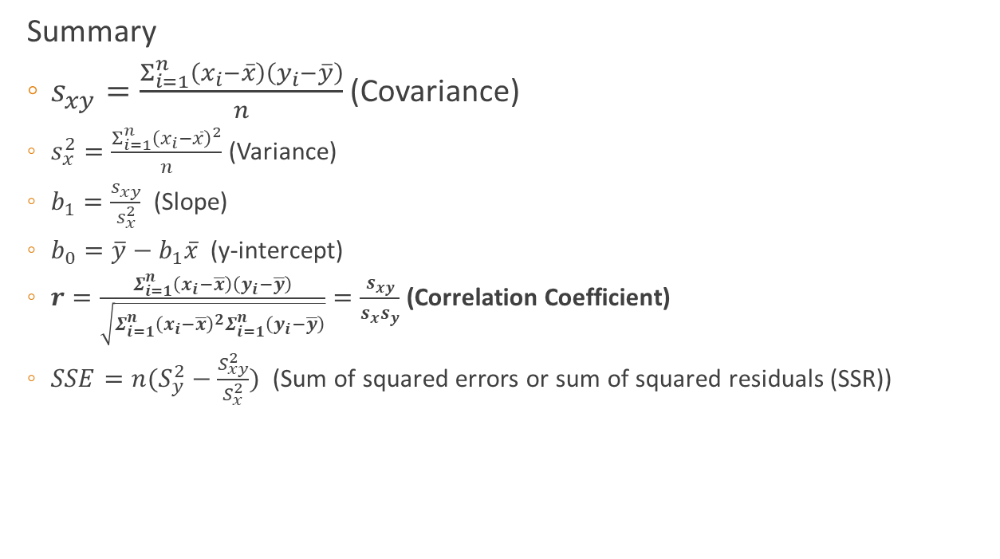 Summary
◦ $s_{xy} = \frac{\Sigma_{i=1}^{n}(x_i-\bar{x})(y_i-\bar{y})}{n}$ (Covariance)
◦ $s_x^2 = \frac{\Sigma_{i=1}^{n}(x_i-\bar{x})^2}{n}$ (Variance)
◦ $b_1 = \frac{s_{xy}}{s_x^2}$ (Slope)
◦ $b_0 = \bar{y} - b_1\bar{x}$ (y-intercept)
◦ $r = \frac{\Sigma_{i=1}^{n}(x_i-\bar{x})(y_i-\bar{y})}{\sqrt{\Sigma_{i=1}^{n}(x_i-\bar{x})^2\Sigma_{i=1}^{n}(y_i-\bar{y})}} = \frac{s_{xy}}{s_x s_y}$ (Correlation Coefficient)
◦ $SSE = n(S_y^2 - \frac{S_{xy}^2}{S_x^2})$ (Sum of squared errors or sum of squared residuals (SSR))